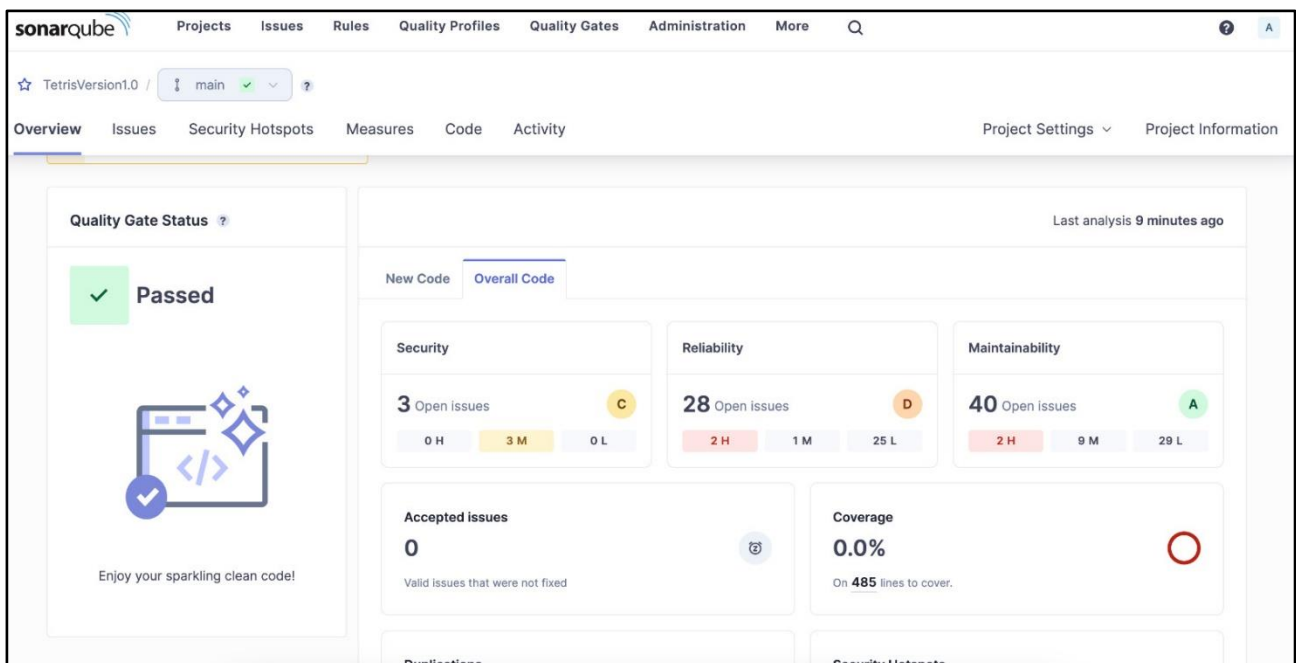 sonarqube Projects Issues Rules Quality Profiles Quality Gates Administration More ? A
TetrisVersion1.0 / main ?
Overview Issues Security Hotspots Measures Code Activity Project Settings Project Information
Quality Gate Status ?
Last analysis 9 minutes ago
Passed
New Code Overall Code
Security
3 Open issues C
0 H 3 M 0 L
Reliability
28 Open issues D
2 H 1 M 25 L
Maintainability
40 Open issues A
2 H 9 M 29 L
</>
Enjoy your sparkling clean code!
Accepted issues
0
Valid issues that were not fixed
Coverage
0.0%
On 485 lines to cover.
Duplications
Security Hotspots